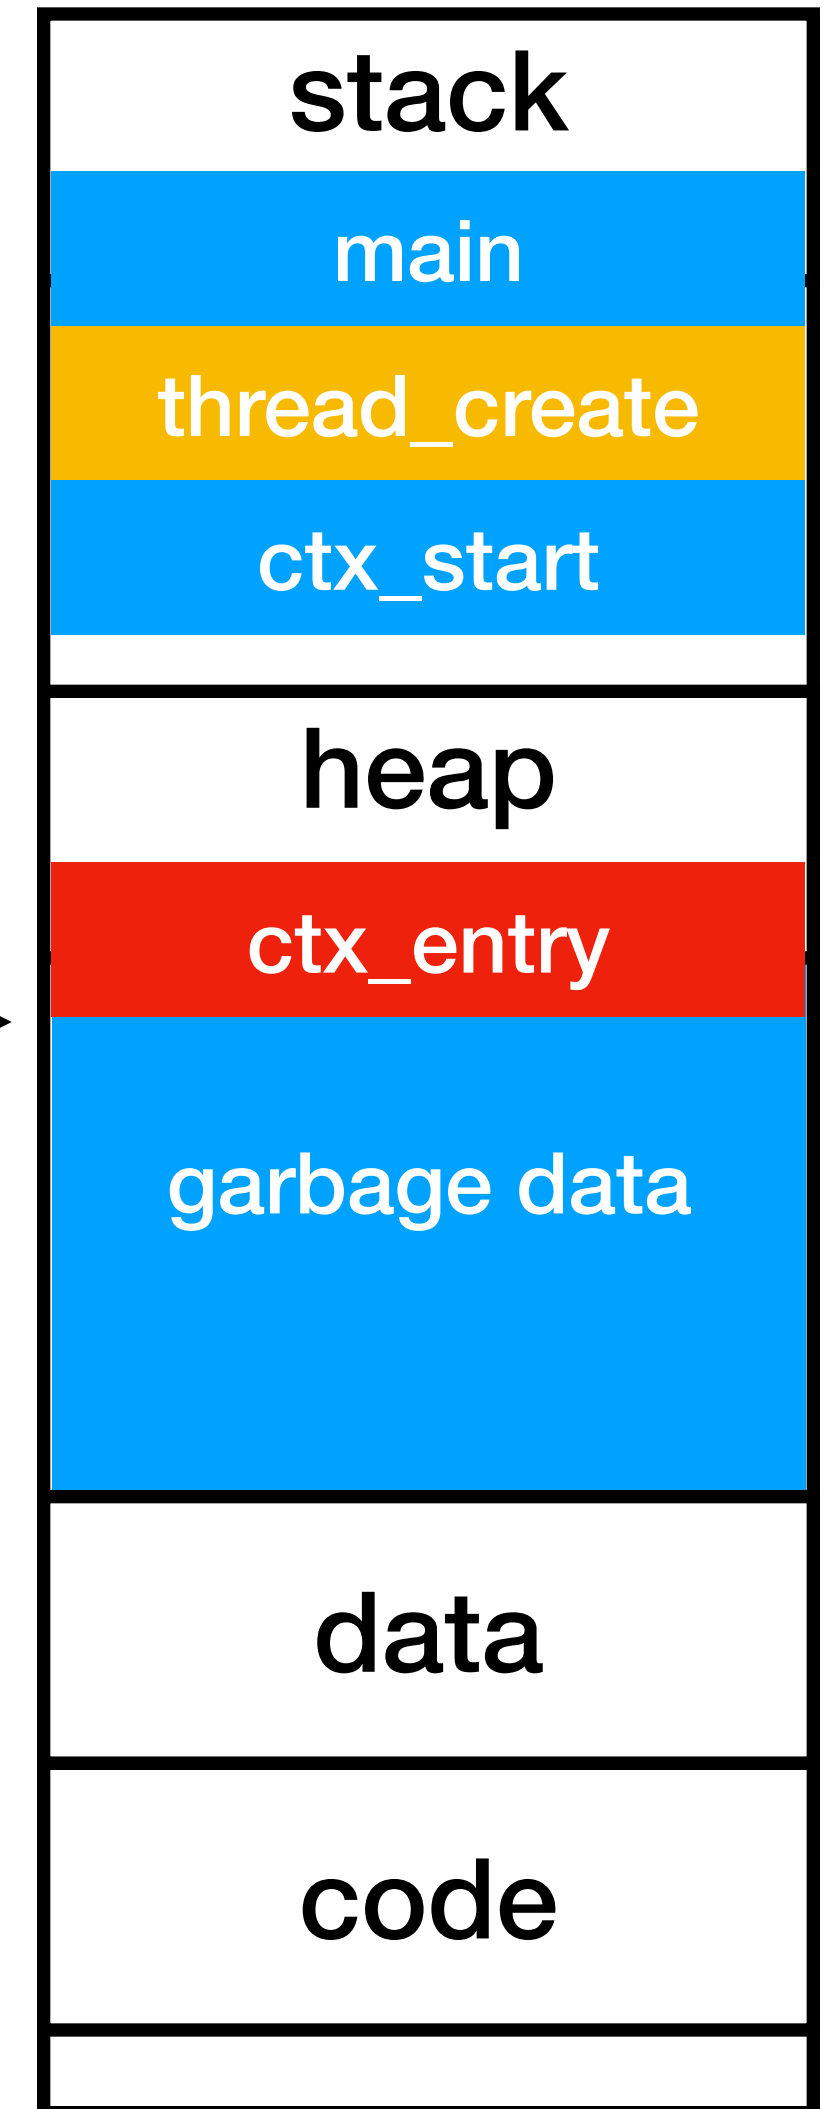 stack
main
thread_create
ctx_start
heap
ctx_entry
garbage data
data
code